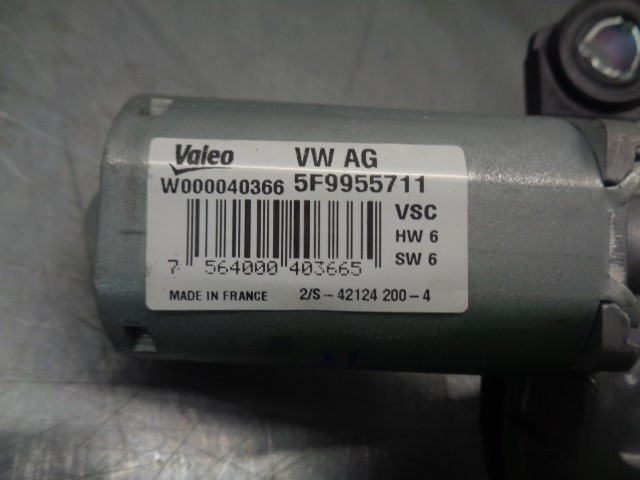 Valeo VW AG
W000040366 5F9955711
VSC
HW 6
SW 6
7 564000 403665
MADE IN FRANCE 2/S - 42124 200-4